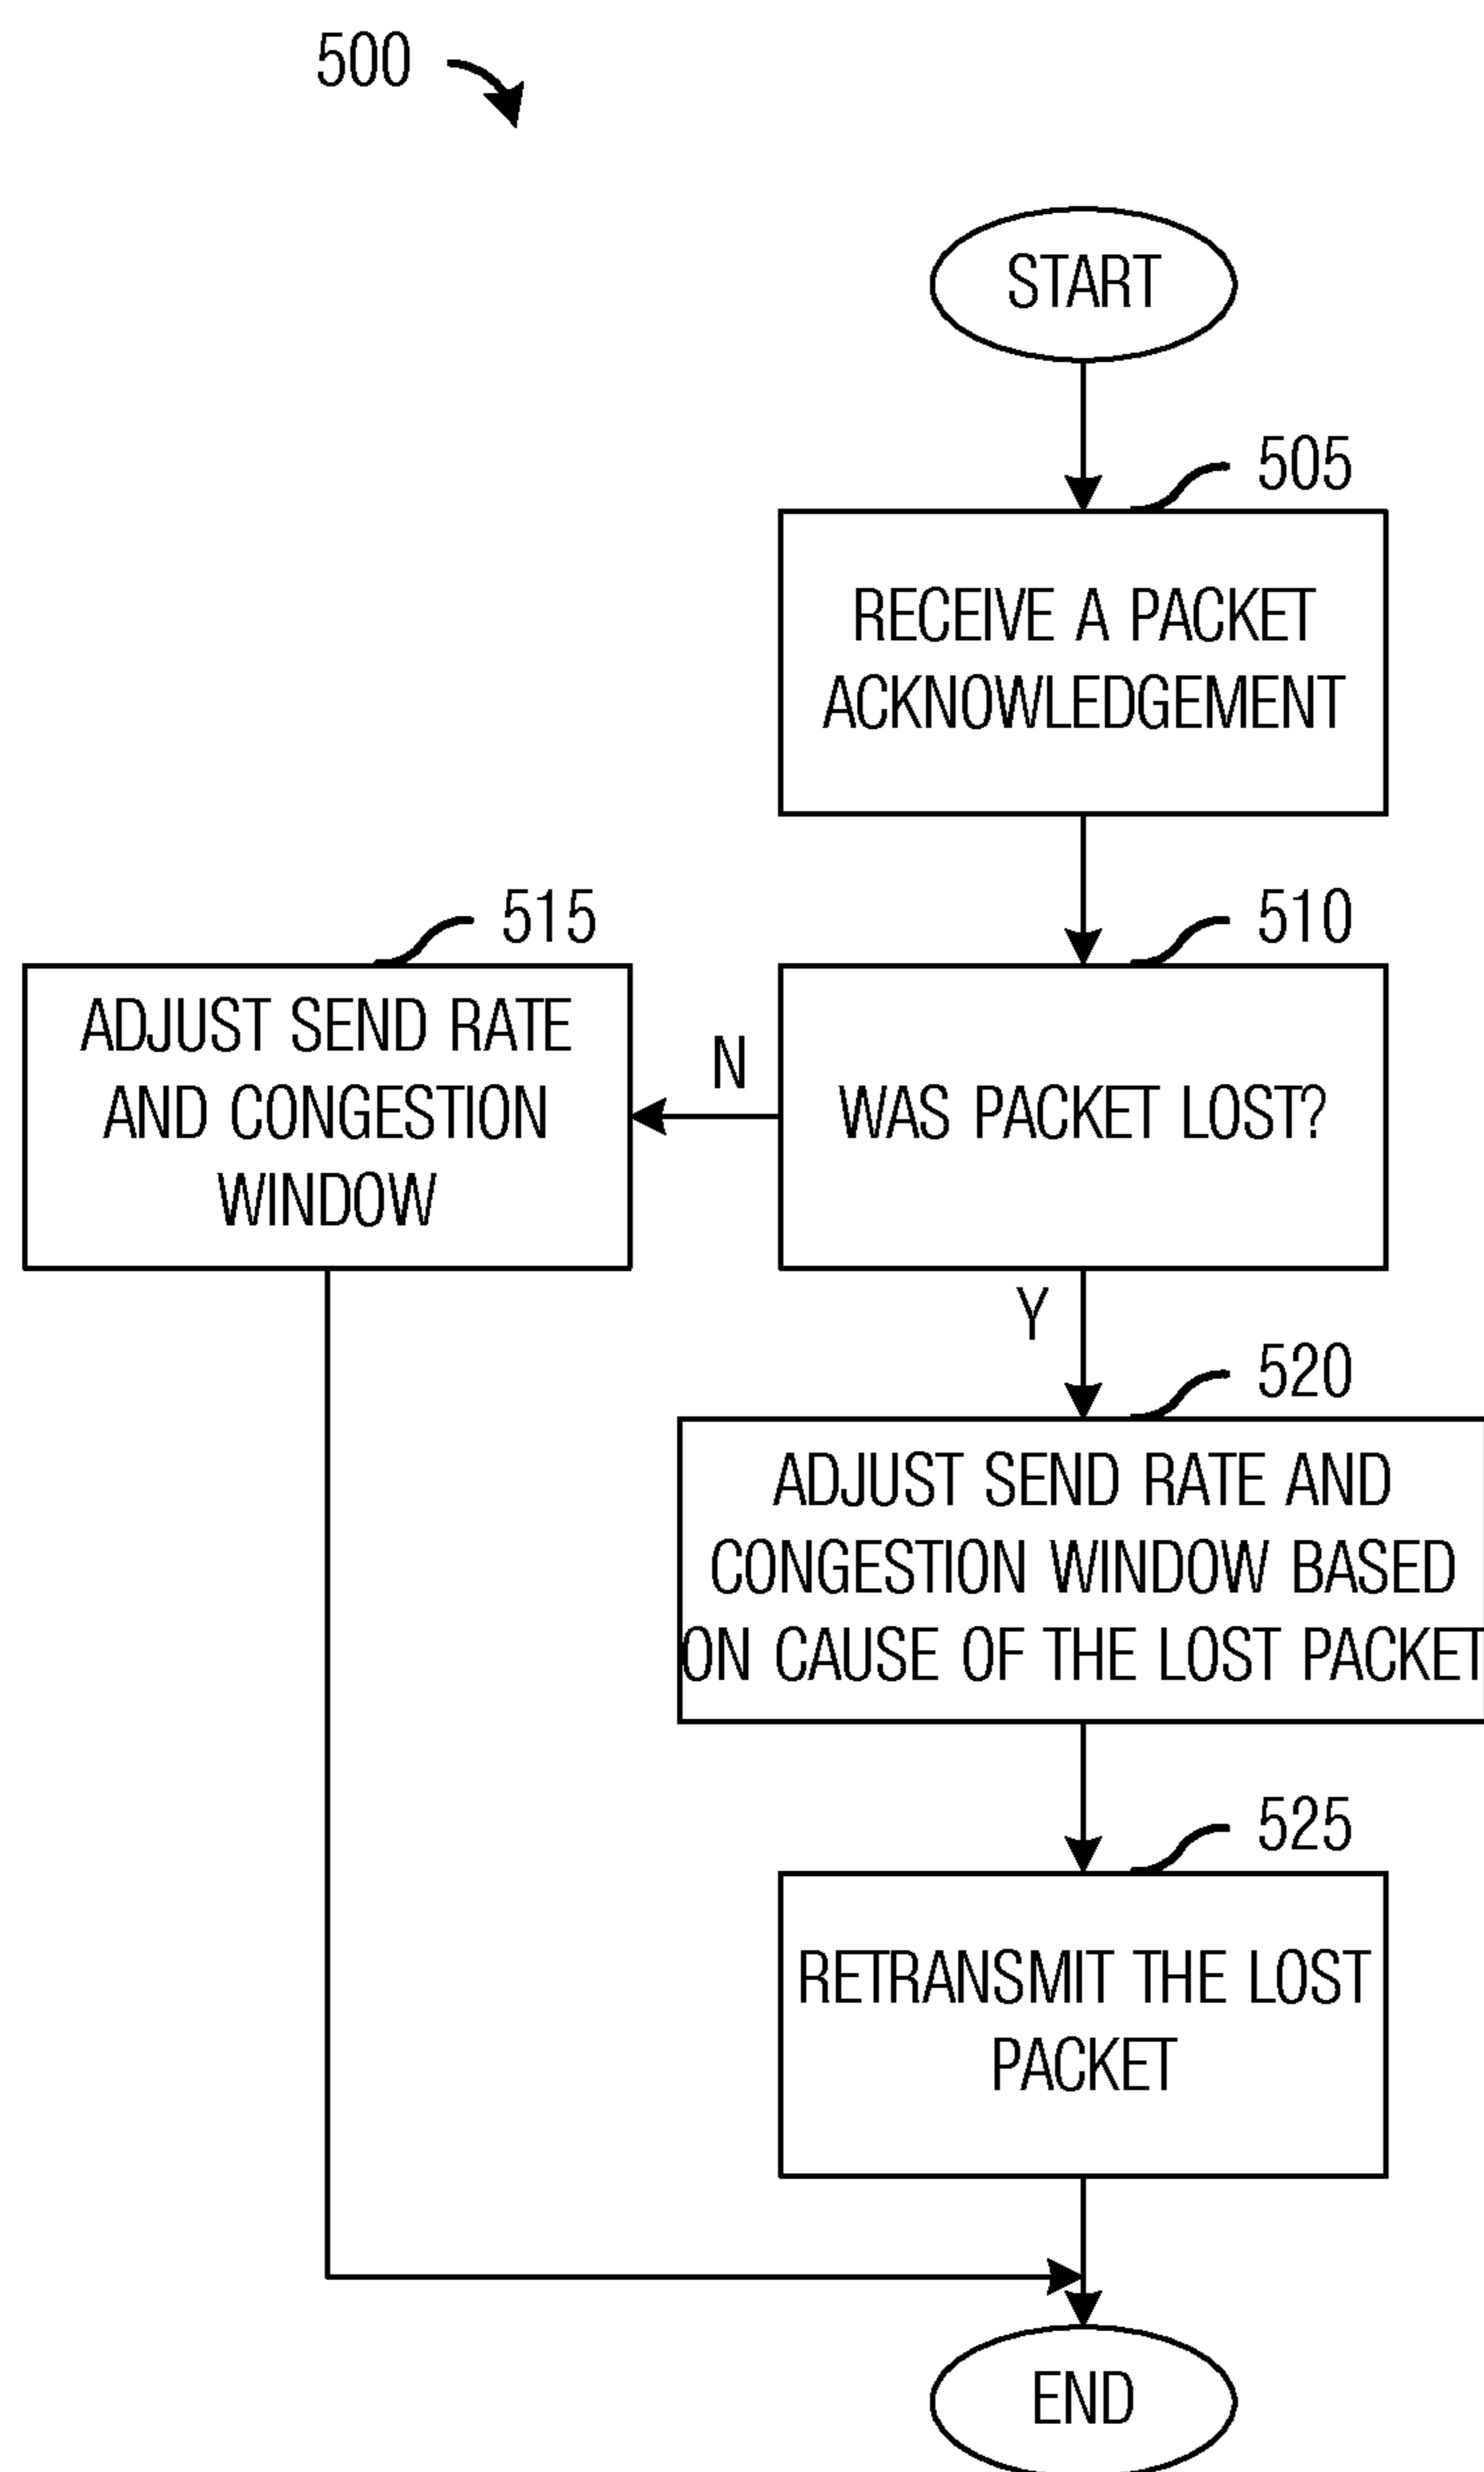 500
START
505
RECEIVE A PACKET
ACKNOWLEDGEMENT
515
510
ADJUST SEND RATE
AND CONGESTION
WINDOW
N
WAS PACKET LOST?
Y
520
ADJUST SEND RATE AND
CONGESTION WINDOW BASED
ON CAUSE OF THE LOST PACKET
525
RETRANSMIT THE LOST
PACKET
END